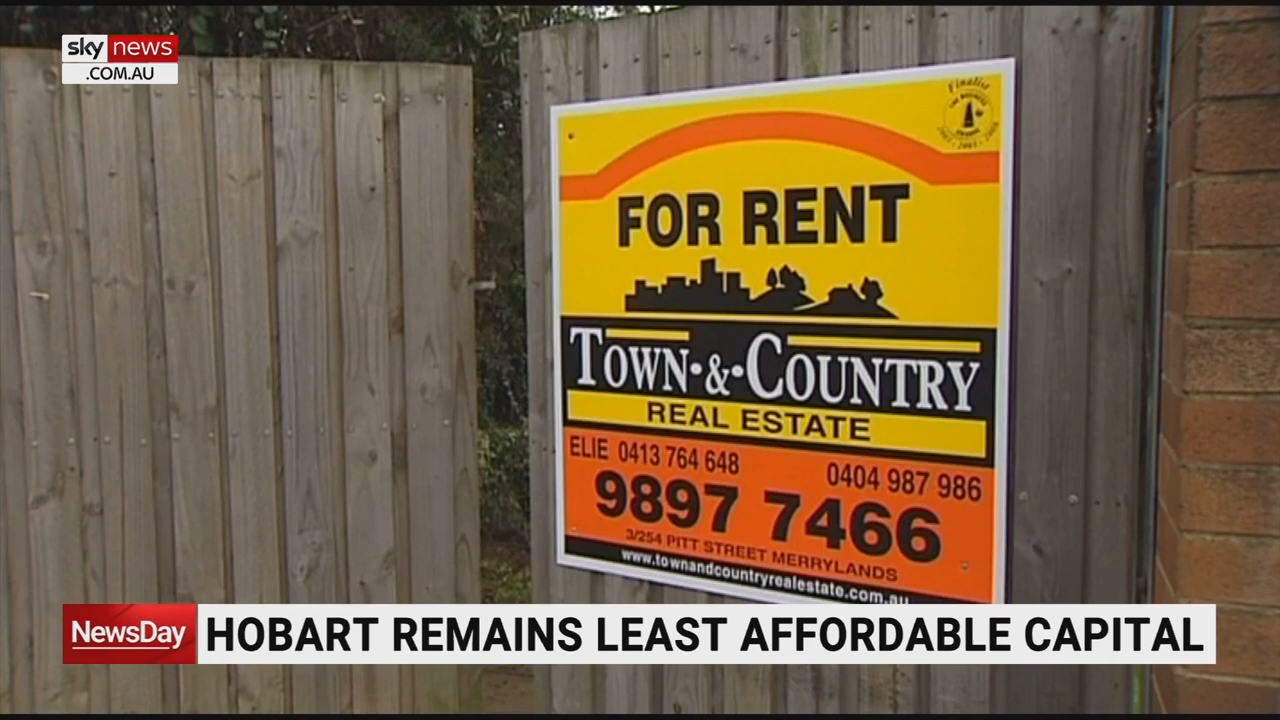 sky news
.COM.AU
Finalist
FOR RENT
TOWN•&•COUNTRY
REAL ESTATE
ELIE 0413 764 648
0404 987 986
9897 7466
3/254 PITT STREET MERRYLANDS
www.townandcountryrealestate.com.au
NewsDay
HOBART REMAINS LEAST AFFORDABLE CAPITAL